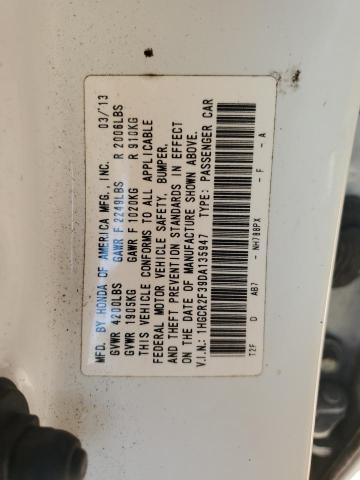 MFD. BY HONDA OF AMERICA MFG., INC. 03/'13
GVWR 4200LBS GAWR F 2249LBS R 2006LBS
GVWR 1905KG GAWR F 1020KG R 910KG
THIS VEHICLE CONFORMS TO ALL APPLICABLE
FEDERAL MOTOR VEHICLE SAFETY, BUMPER,
AND THEFT PREVENTION STANDARDS IN EFFECT
ON THE DATE OF MANUFACTURE SHOWN ABOVE.
V.I.N.: 1HGCR2F39DA135947 TYPE: PASSENGER CAR
T2F D AB7 - NH788PX - F - A